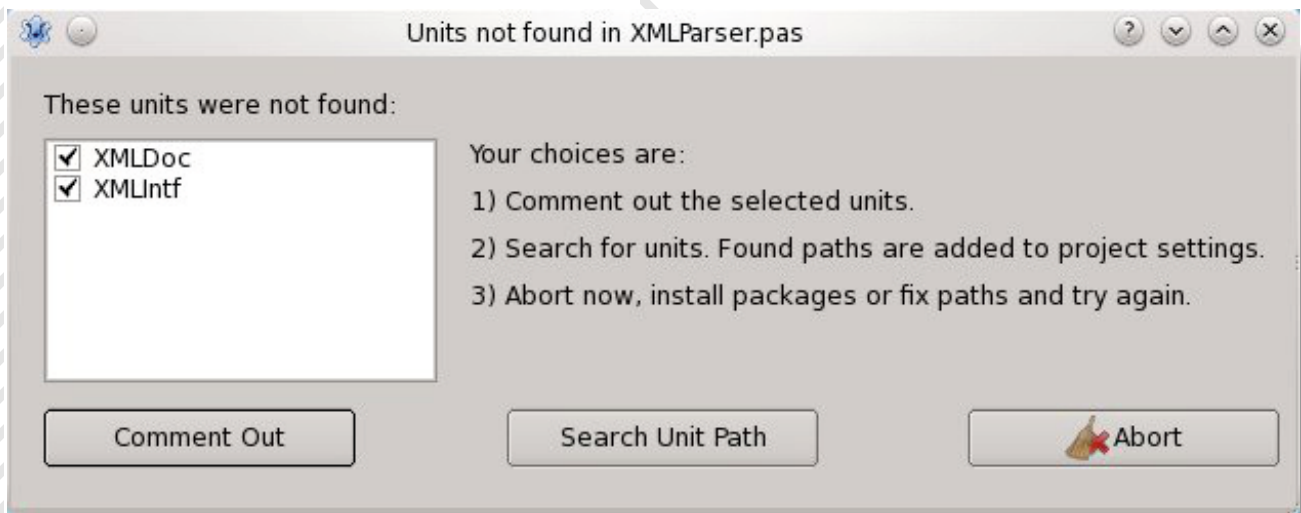 Units not found in XMLParser.pas
These units were not found:
XMLDoc
XMLIntf
Your choices are:
1) Comment out the selected units.
2) Search for units. Found paths are added to project settings.
3) Abort now, install packages or fix paths and try again.
Comment Out
Search Unit Path
Abort